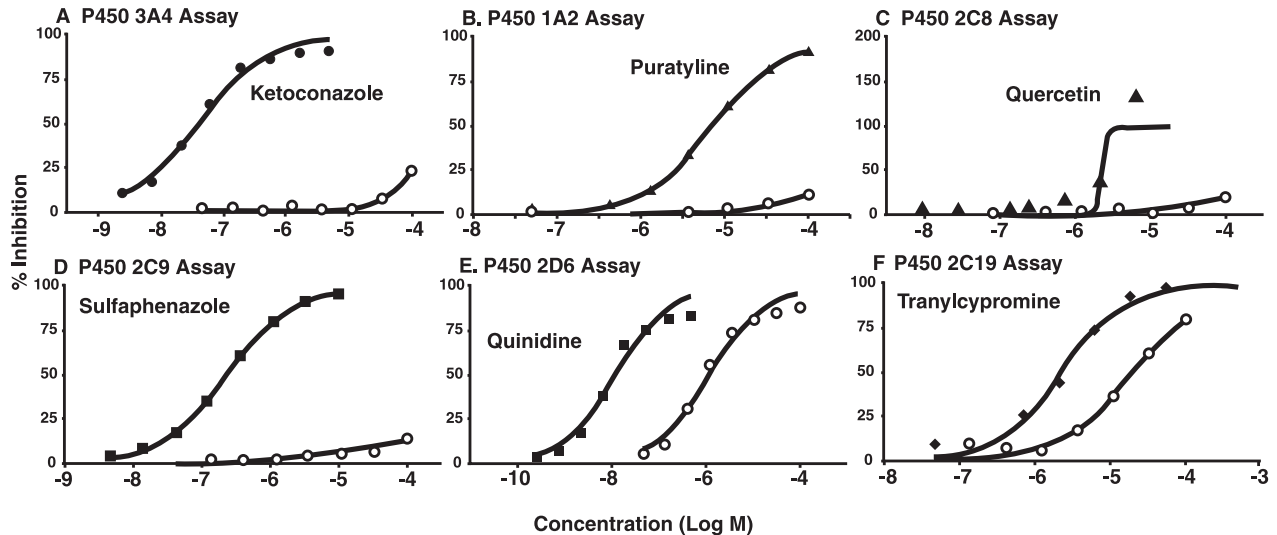 A P450 3A4 Assay
100
75
50
25
0
Ketoconazole
-9 -8 -7 -6 -5 -4
B. P450 1A2 Assay
100
75
50
25
0
Puratyline
-8 -7 -6 -5 -4
C P450 2C8 Assay
200
150
100
50
0
Quercetin
-8 -7 -6 -5 -4
% Inhibition
D P450 2C9 Assay
100
75
50
25
0
Sulfaphenazole
-9 -8 -7 -6 -5 -4
E. P450 2D6 Assay
100
75
50
25
0
Quinidine
-10 -8 -6 -4
F P450 2C19 Assay
100
75
50
25
0
Tranylcypromine
-8 -7 -6 -5 -4 -3
Concentration (Log M)